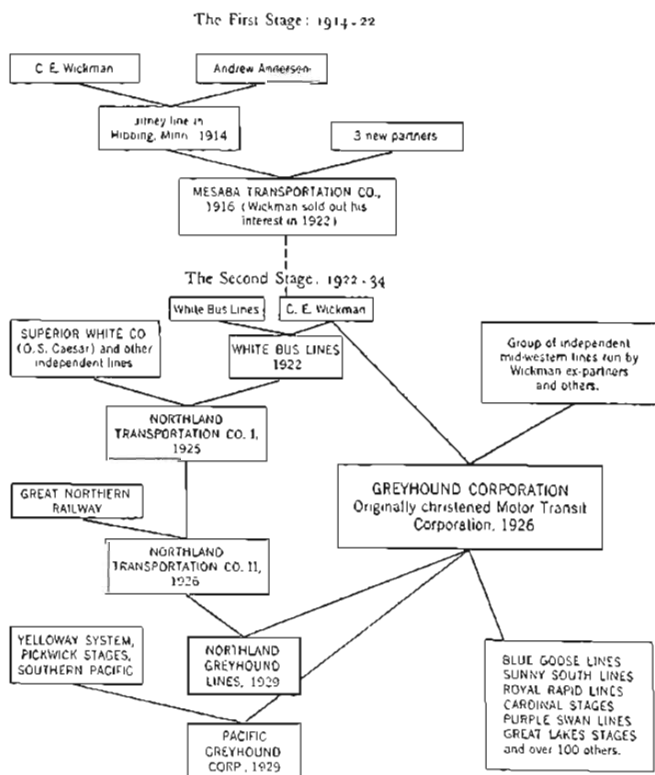 The First Stage: 1914-22
C. E. Wickman
Andrew Andersen
Jitney line in
Hibbing, Minn. 1914
3 new partners
MESABA TRANSPORTATION CO.,
1916 (Wickman sold out his
interest in 1922)
The Second Stage, 1922-34
White Bus Lines
C. E. Wickman
SUPERIOR WHITE CO
(O. S. Caesar) and other
independent lines
WHITE BUS LINES
1922
Group of independent
mid-western lines run by
Wickman ex-partners
and others.
NORTHLAND
TRANSPORTATION CO. I,
1925
GREAT NORTHERN
RAILWAY
GREYHOUND CORPORATION
Originally christened Motor Transit
Corporation, 1926
NORTHLAND
TRANSPORTATION CO. II,
1926
YELLOWAY SYSTEM,
PICKWICK STAGES,
SOUTHERN PACIFIC
NORTHLAND
GREYHOUND
LINES, 1929
BLUE GOOSE LINES
SUNNY SOUTH LINES
ROYAL RAPID LINES
CARDINAL STAGES
PURPLE SWAN LINES
GREAT LAKES STAGES
and over 100 others.
PACIFIC
GREYHOUND
CORP, 1929